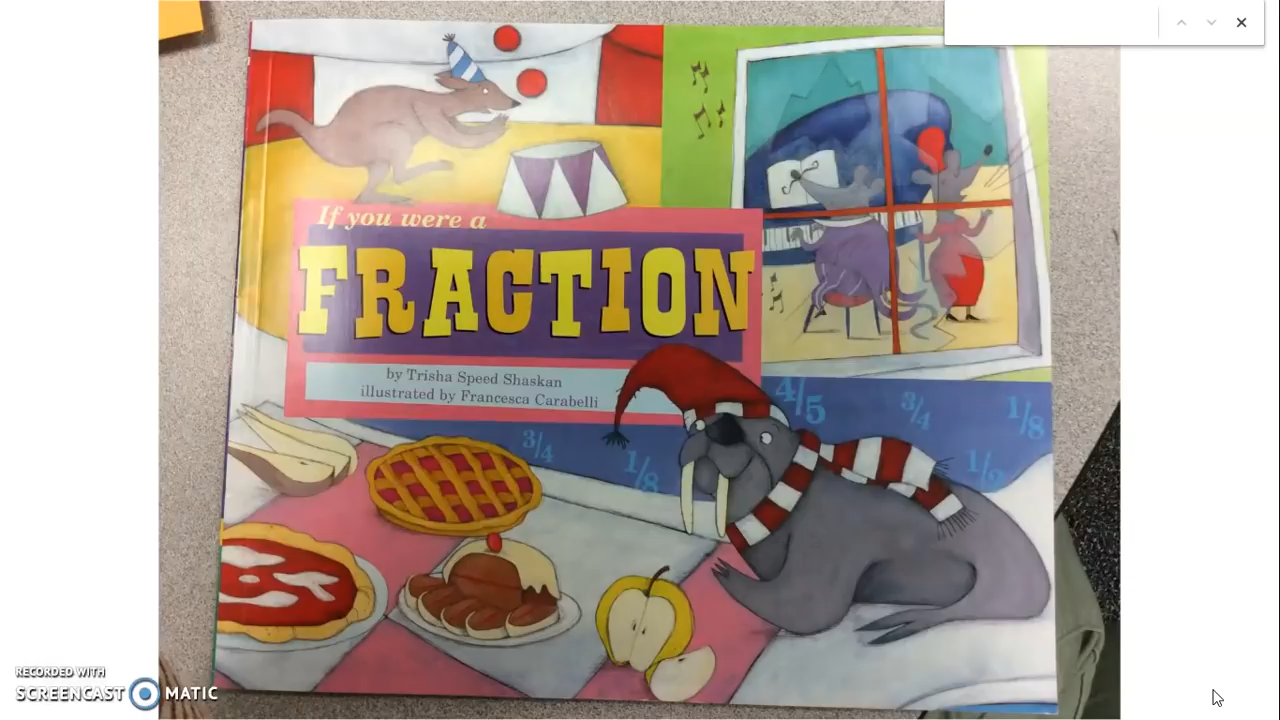 If you were a
FRACTION
by Trisha Speed Shaskan
illustrated by Francesca Carabelli
4/5
3/4
1/8
3/4
1/8
1/2
RECORDED WITH
SCREENCAST MATIC